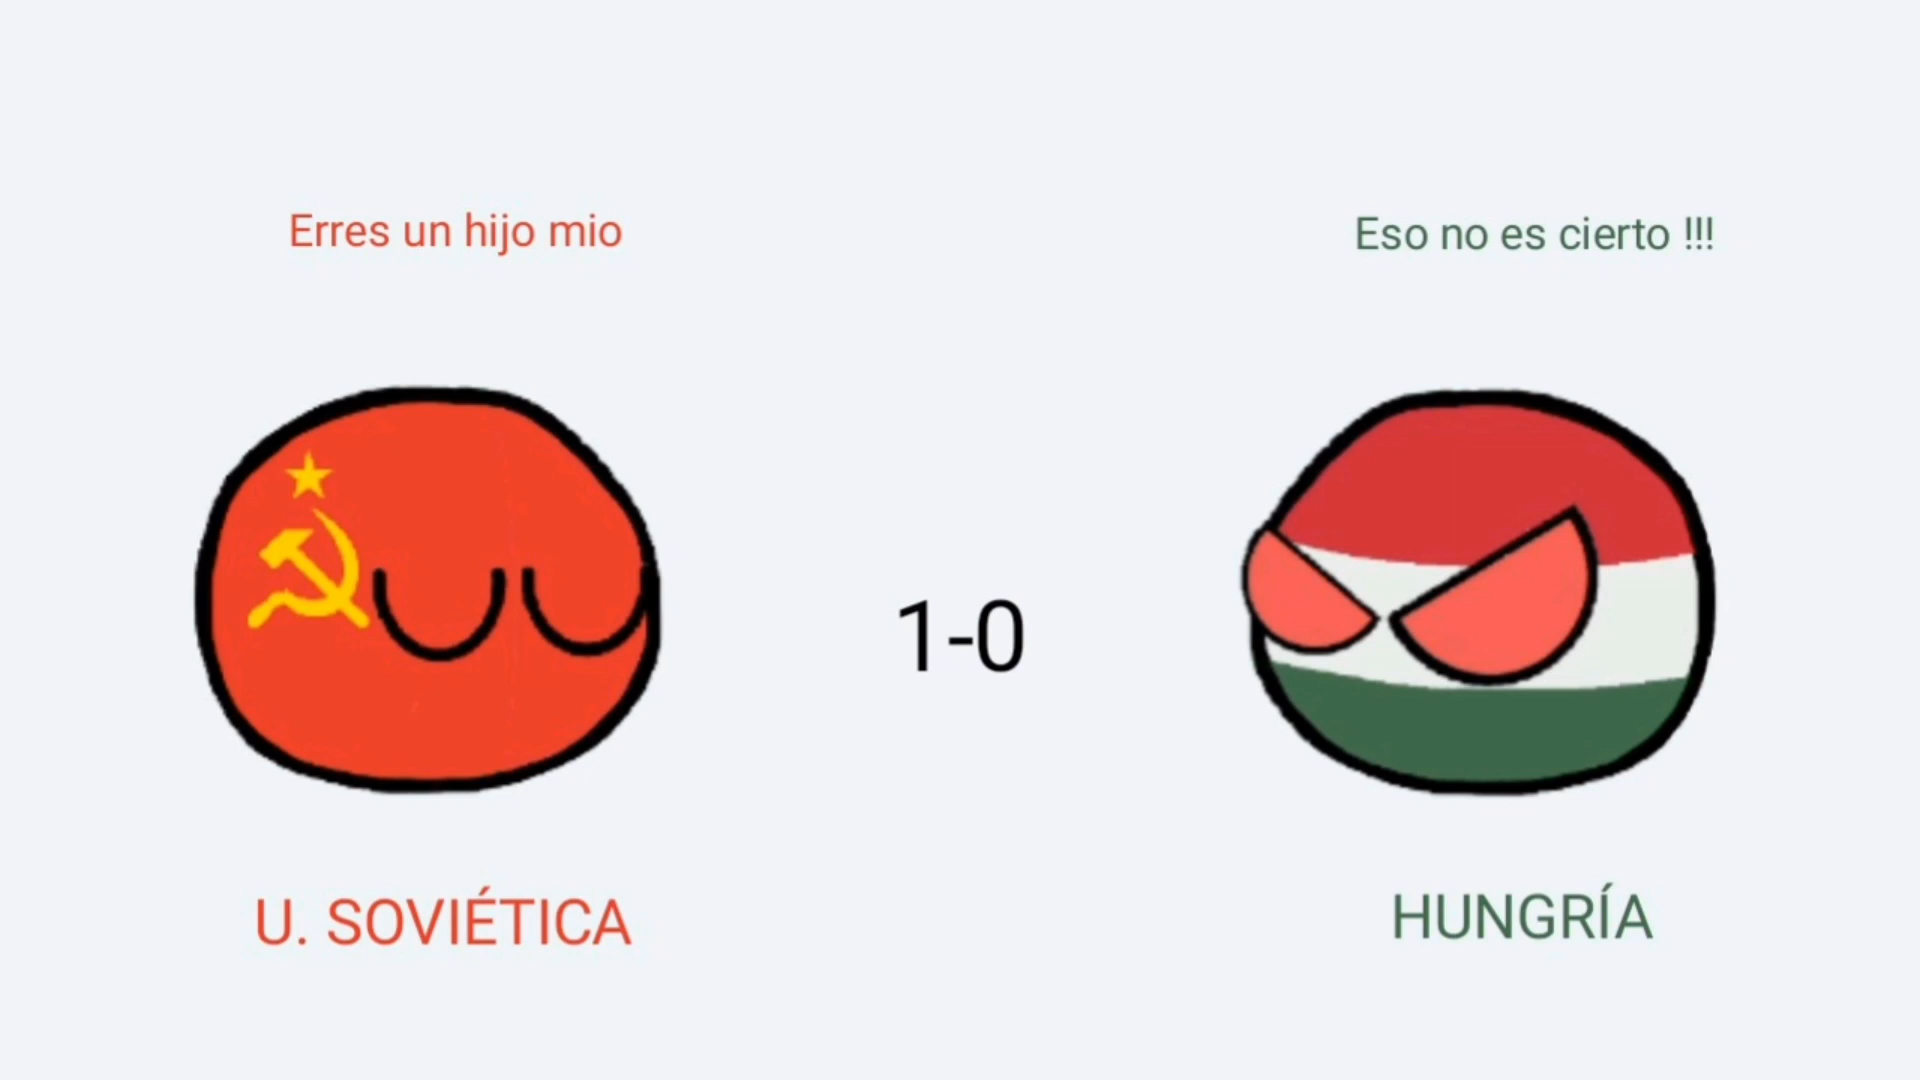 Erres un hijo mio
Eso no es cierto !!!
1-0
U. SOVIÉTICA
HUNGRÍA